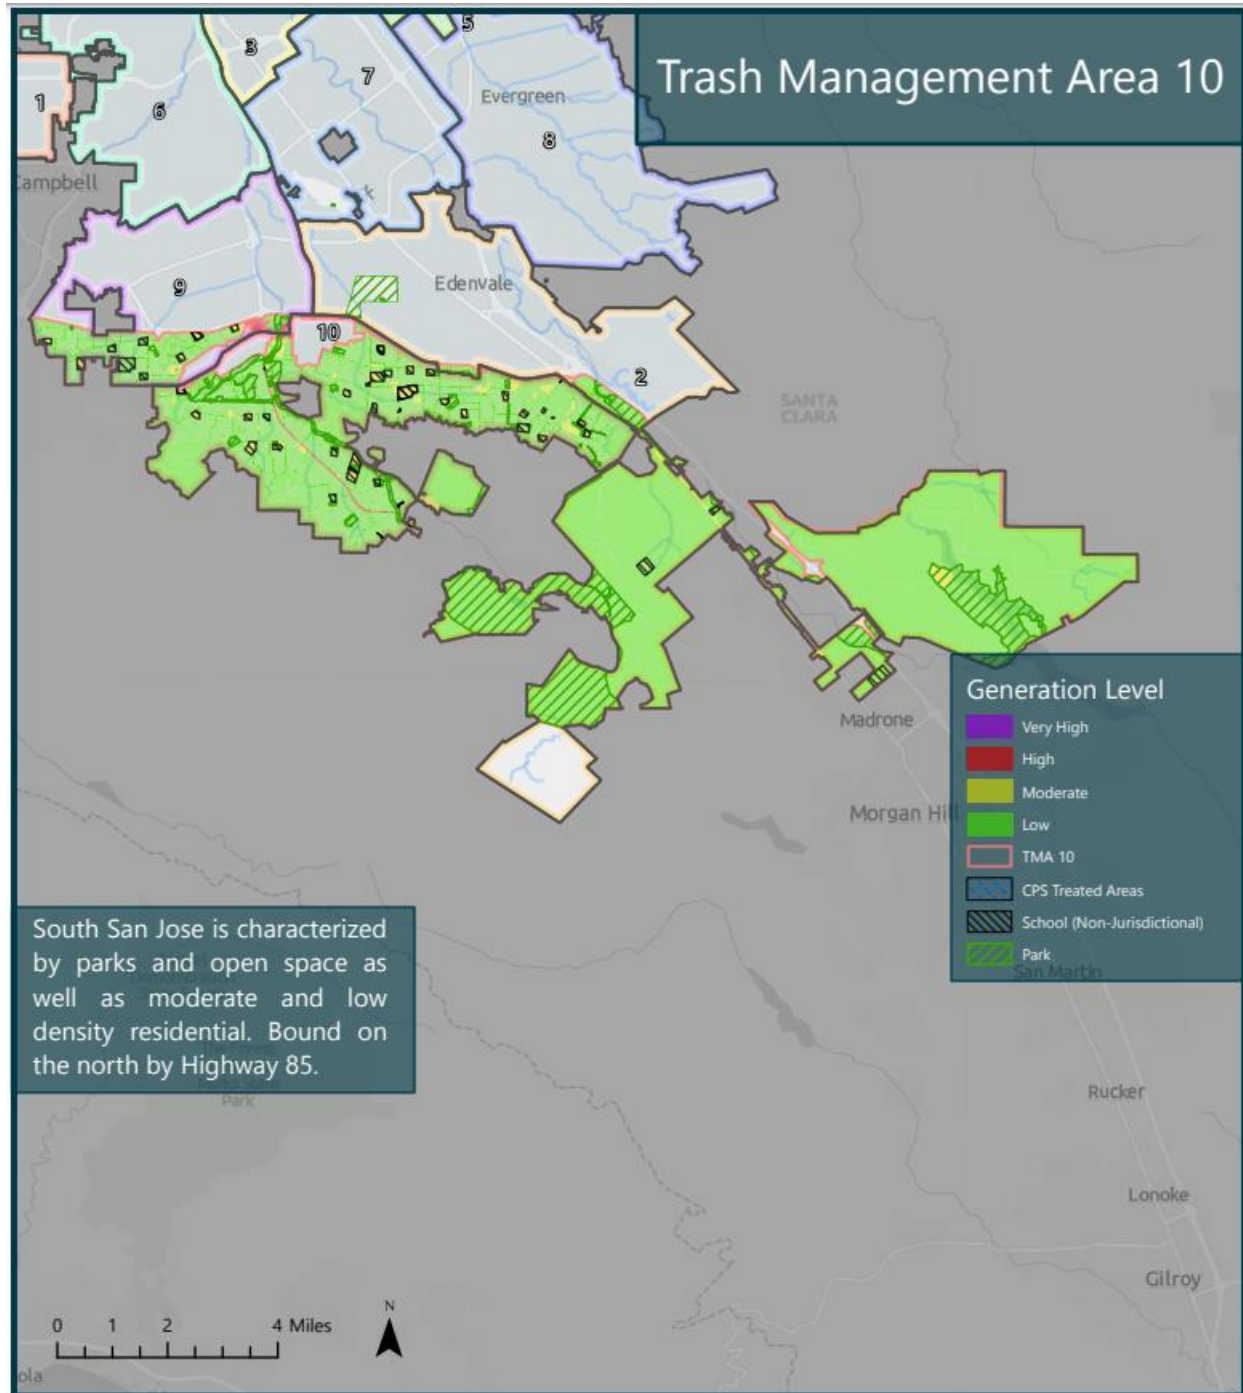 Trash Management Area 10
5
3
7
Evergreen
1
6
8
Campbell
k
Edenvale
9
10
2
SANTA
CLARA
Madrone
Morgan Hill
San Martin
Rucker
Lonoke
Gilroy
Generation Level
Very High
High
Moderate
Low
TMA 10
CPS Treated Areas
School (Non-Jurisdictional)
Park
South San Jose is characterized
by parks and open space as
well as moderate and low
density residential. Bound on
the north by Highway 85.
Park
0 1 2 4 Miles
N
ola